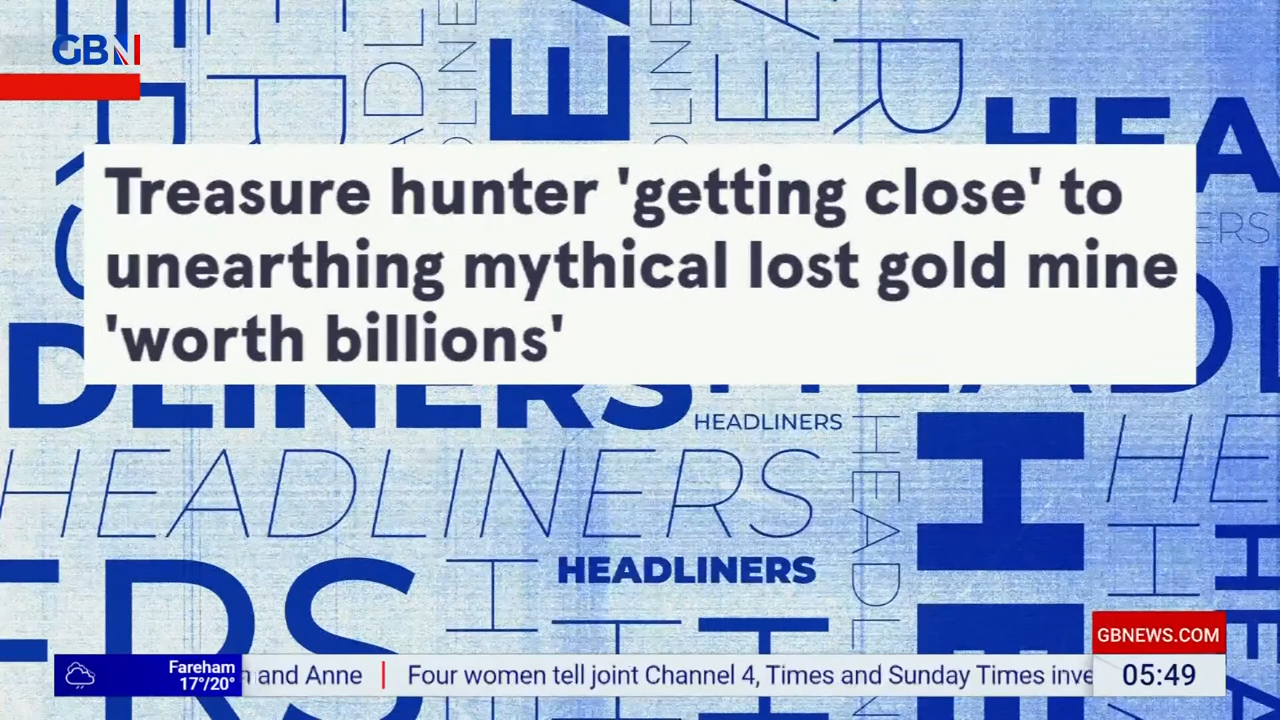 GBN
Treasure hunter 'getting close' to
unearthing mythical lost gold mine
'worth billions'
DLINERS
HEADLINERS
HEADLINERS
HEADLINERS
GBNEWS.COM
Fareham
17°/20°
and Anne | Four women tell joint Channel 4, Times and Sunday Times
05:49